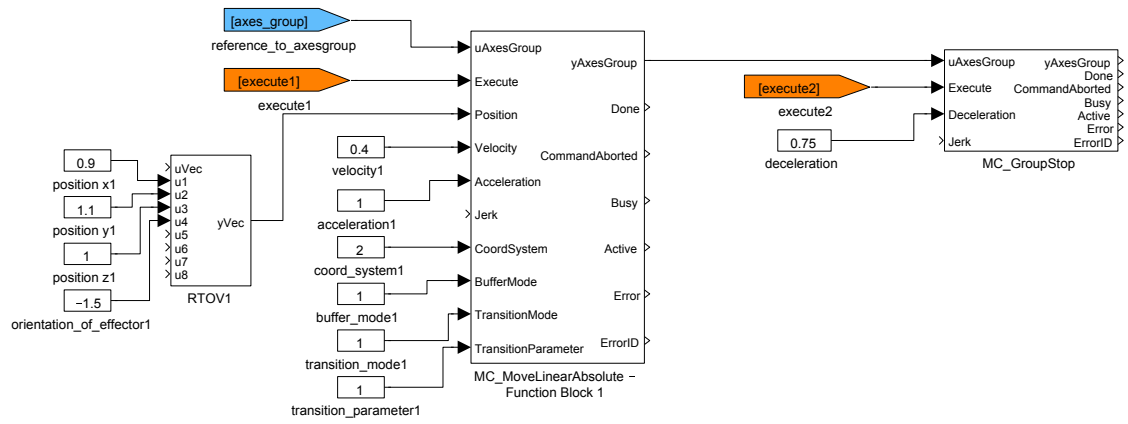 [axes_group]
reference_to_axesgroup
[execute1]
execute1
0.9
position x1
1.1
position y1
1
position z1
−1.5
orientation_of_effector1
uVec
u1
u2
u3
u4
u5
u6
u7
u8
yVec
RTOV1
0.4
velocity1
1
acceleration1
2
coord_system1
1
buffer_mode1
1
transition_mode1
1
transition_parameter1
uAxesGroup
Execute
Position
Velocity
Acceleration
Jerk
CoordSystem
BufferMode
TransitionMode
TransitionParameter
yAxesGroup
Done
CommandAborted
Busy
Active
Error
ErrorID
MC_MoveLinearAbsolute −
Function Block 1
[execute2]
execute2
0.75
deceleration
uAxesGroup
Execute
Deceleration
Jerk
yAxesGroup
Done
CommandAborted
Busy
Active
Error
ErrorID
MC_GroupStop